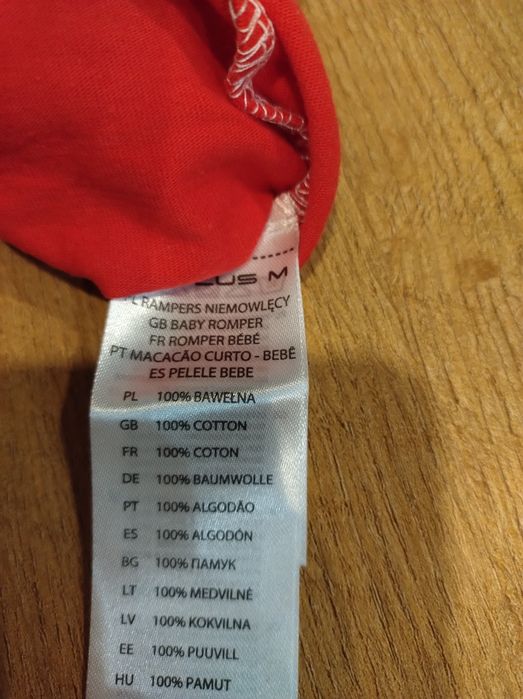 M
RAMPERS NIEMOWLĘCY
GB BABY ROMPER
FR ROMPER BÉBÉ
PT MACACÃO CURTO - BEBÊ
ES PELELE BEBE
PL 100% BAWEŁNA
GB 100% COTTON
FR 100% COTON
DE 100% BAUMWOLLE
PT 100% ALGODÃO
ES 100% ALGODÓN
BG 100% ПАМУК
LT 100% MEDVILNĖ
LV 100% KOKVILNA
EE 100% PUUVILL
HU 100% PAMUT